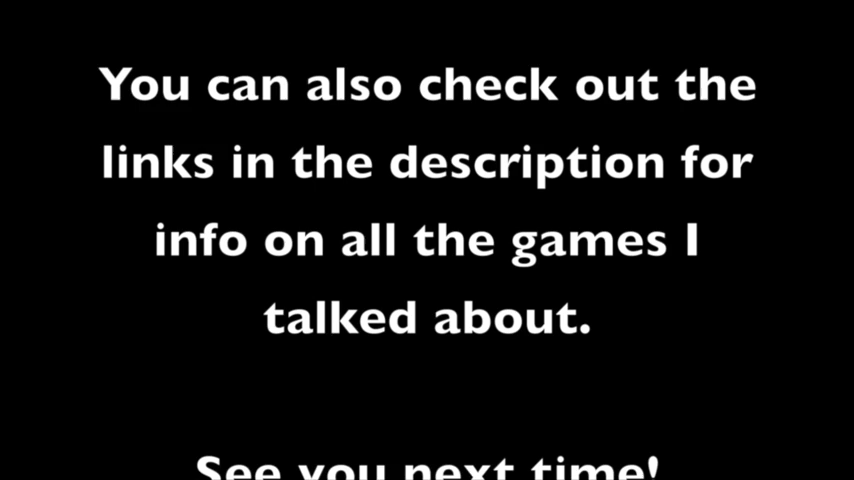 You can also check out the
links in the description for
info on all the games I
talked about.
See you next time!